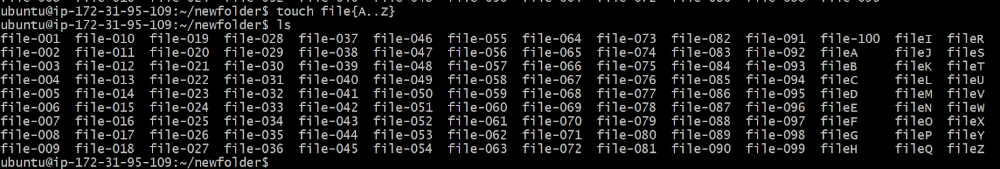 ubuntu@ip-172-31-95-109:~/newfolder$ touch file{A..Z}
ubuntu@ip-172-31-95-109:~/newfolder$ ls
file-001  file-010  file-019  file-028  file-037  file-046  file-055  file-064  file-073  file-082  file-091  file-100  fileI  fileR
file-002  file-011  file-020  file-029  file-038  file-047  file-056  file-065  file-074  file-083  file-092  fileA     fileJ  fileS
file-003  file-012  file-021  file-030  file-039  file-048  file-057  file-066  file-075  file-084  file-093  fileB     fileK  fileT
file-004  file-013  file-022  file-031  file-040  file-049  file-058  file-067  file-076  file-085  file-094  fileC     fileL  fileU
file-005  file-014  file-023  file-032  file-041  file-050  file-059  file-068  file-077  file-086  file-095  fileD     fileM  fileV
file-006  file-015  file-024  file-033  file-042  file-051  file-060  file-069  file-078  file-087  file-096  fileE     fileN  fileW
file-007  file-016  file-025  file-034  file-043  file-052  file-061  file-070  file-079  file-088  file-097  fileF     fileO  fileX
file-008  file-017  file-026  file-035  file-044  file-053  file-062  file-071  file-080  file-089  file-098  fileG     fileP  fileY
file-009  file-018  file-027  file-036  file-045  file-054  file-063  file-072  file-081  file-090  file-099  fileH     fileQ  fileZ
ubuntu@ip-172-31-95-109:~/newfolder$